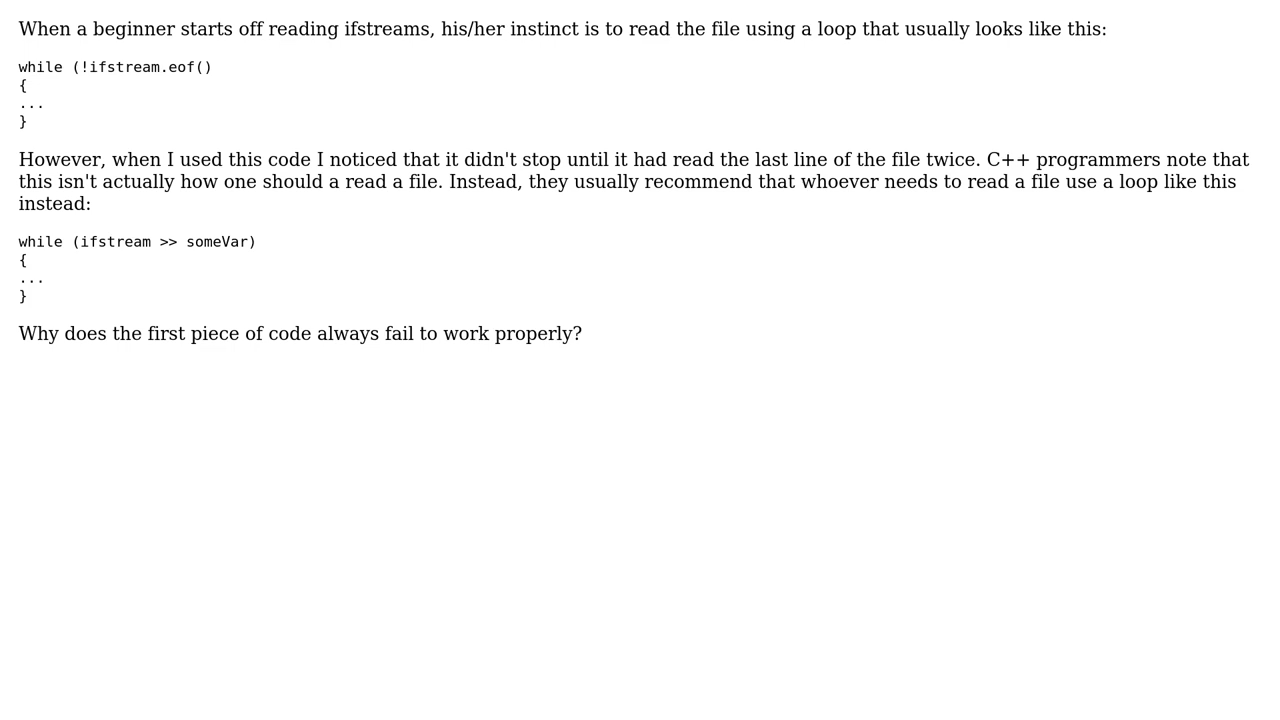 When a beginner starts off reading ifstreams, his/her instinct is to read the file using a loop that usually looks like this:
while (!ifstream.eof()
{
...
}
However, when I used this code I noticed that it didn't stop until it had read the last line of the file twice. C++ programmers note that
this isn't actually how one should a read a file. Instead, they usually recommend that whoever needs to read a file use a loop like this
instead:
while (ifstream >> someVar)
{
...
}
Why does the first piece of code always fail to work properly?